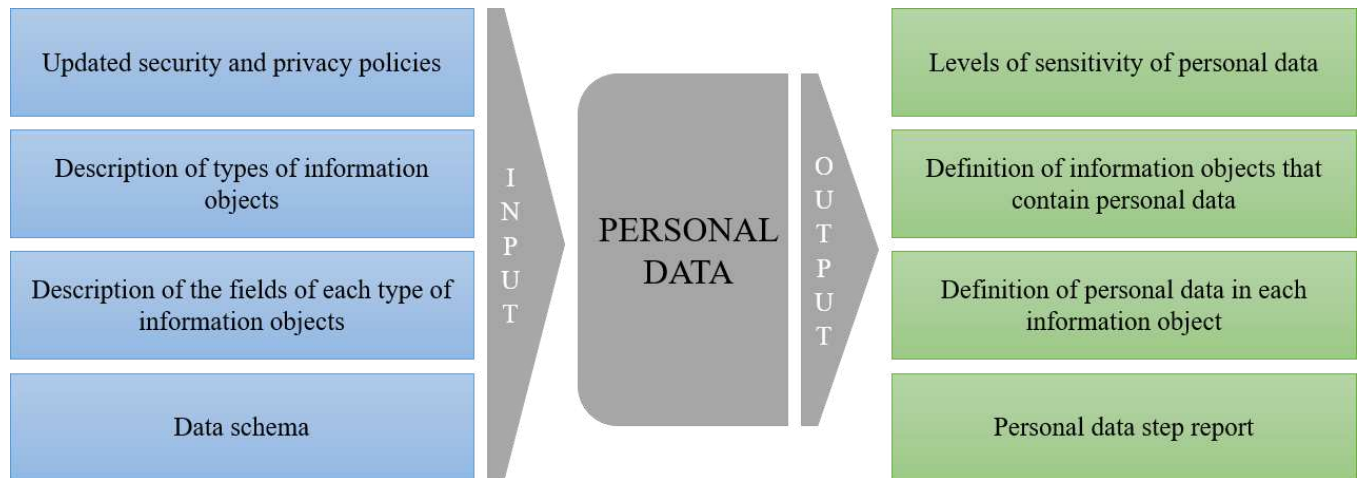 Updated security and privacy policies
Description of types of information
objects
Description of the fields of each type of
information objects
Data schema
INPUT
PERSONAL
DATA
OUTPUT
Levels of sensitivity of personal data
Definition of information objects that
contain personal data
Definition of personal data in each
information object
Personal data step report